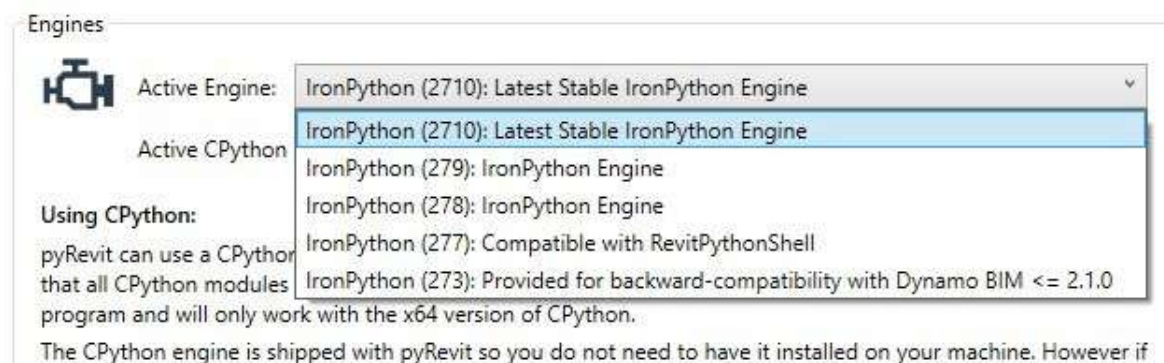 Engines
Active Engine: IronPython (2710): Latest Stable IronPython Engine
IronPython (2710): Latest Stable IronPython Engine
Active CPython
IronPython (279): IronPython Engine
IronPython (278): IronPython Engine
Using CPython:
IronPython (277): Compatible with RevitPythonShell
pyRevit can use a CPython
IronPython (273): Provided for backward-compatibility with Dynamo BIM <= 2.1.0
that all CPython modules
program and will only work with the x64 version of CPython.
The CPython engine is shipped with pyRevit so you do not need to have it installed on your machine. However if